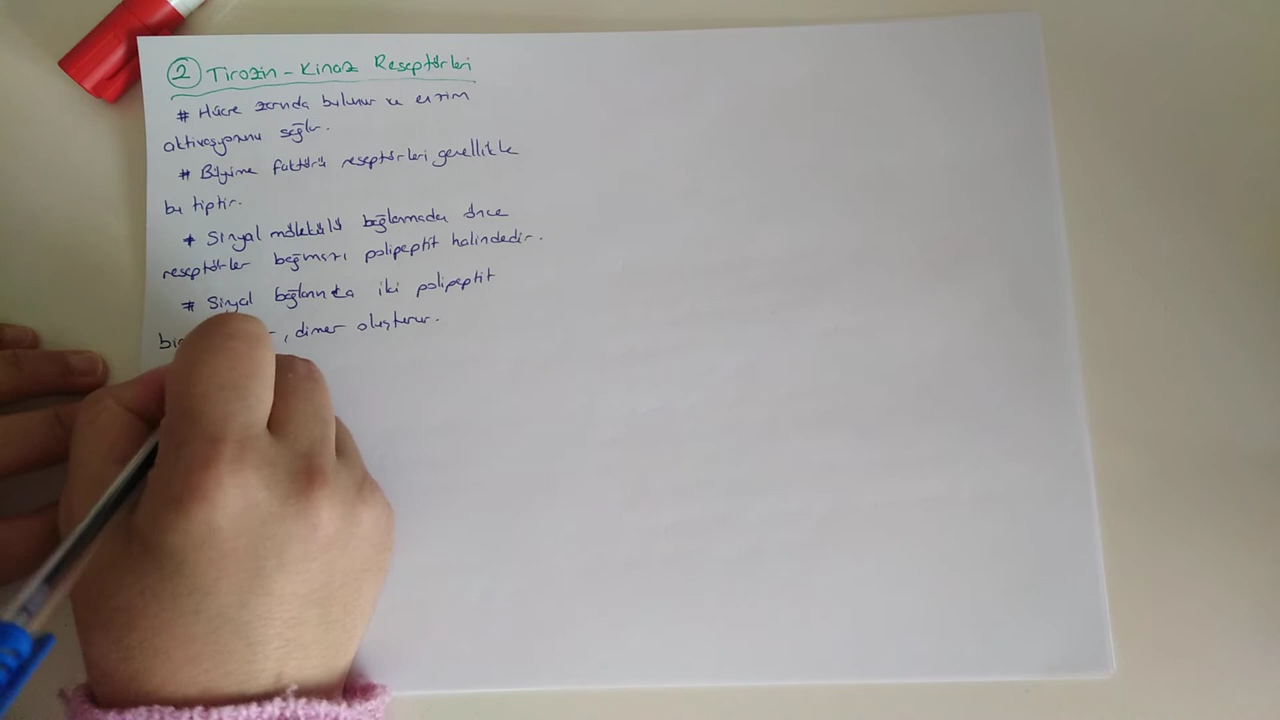 ② Tirozin - Kinaz Reseptörleri
# Hücre zarında bulunur ve enzim
aktivasyonunu sağlar.
# Büyüme faktörü reseptörleri genellikle
bu tiptir.
* Sinyal molekülü bağlanmadan önce
reseptörler bağımsız polipeptit halindedir.
# Sinyal bağlanınca iki polipeptit
, dimer oluşturur.